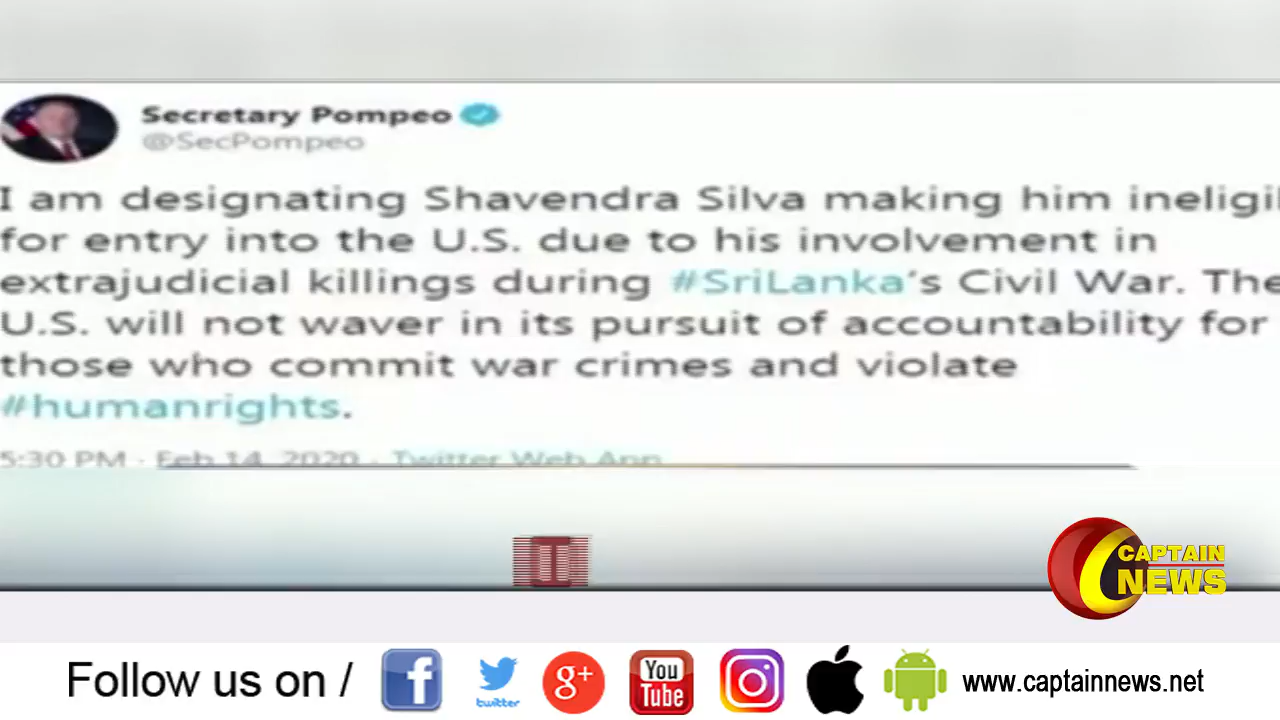 Secretary Pompeo
@SecPompeo
I am designating Shavendra Silva making him ineligi
for entry into the U.S. due to his involvement in
extrajudicial killings during #SriLanka's Civil War. The
U.S. will not waver in its pursuit of accountability for
those who commit war crimes and violate
#humanrights.
5:30 PM · Feb 14, 2020 · Twitter Web App
CAPTAIN
NEWS
Follow us on / f twitter g+ You Tube www.captainnews.net